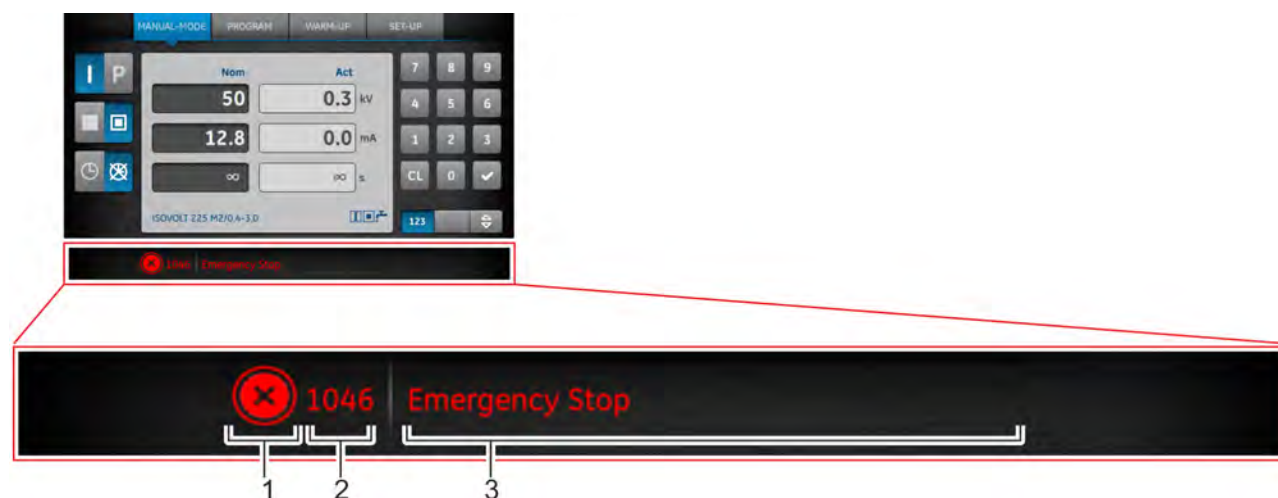 MANUAL-MODE PROGRAM WARM-UP SET-UP
I P
Nom Act
7 8 9
50 0.3 kV
4 5 6
12.8 0.0 mA
1 2 3
∞ ∞ s
CL 0
ISOVOLT 225 M2/0.4-3.0
123
1046 Emergency Stop
1046 Emergency Stop
1 2 3